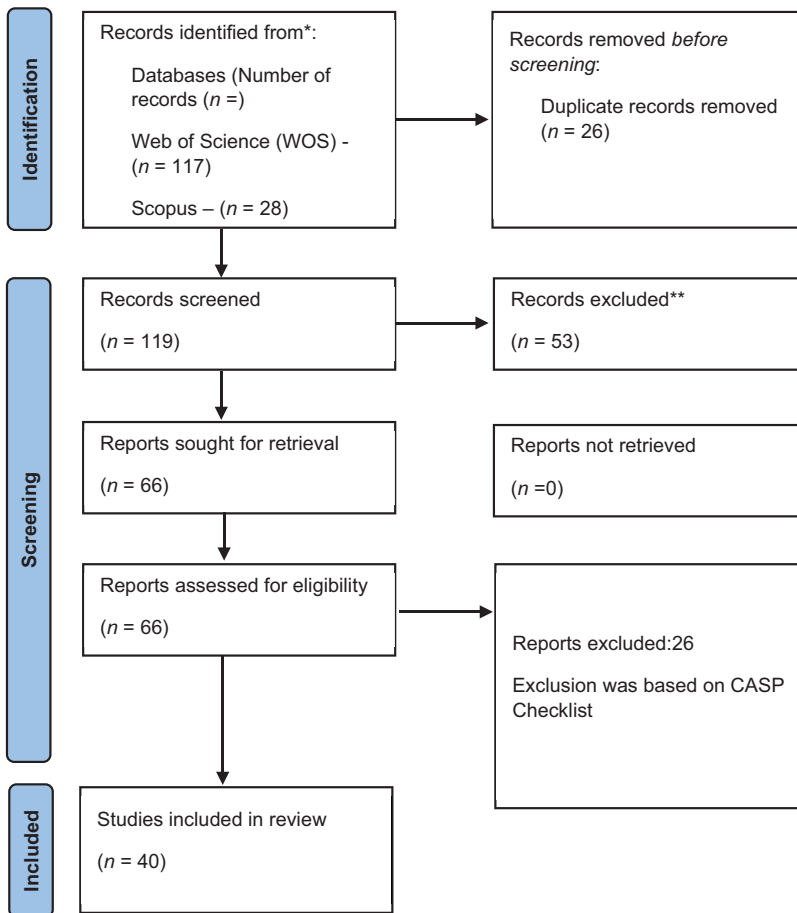 Identification
Records identified from*:
Databases (Number of
records (n =)
Web of Science (WOS) -
(n = 117)
Scopus – (n = 28)
Records removed before
screening:
Duplicate records removed
(n = 26)
Screening
Records screened
(n = 119)
Records excluded**
(n = 53)
Reports sought for retrieval
(n = 66)
Reports not retrieved
(n =0)
Reports assessed for eligibility
(n = 66)
Reports excluded:26
Exclusion was based on CASP
Checklist
Included
Studies included in review
(n = 40)